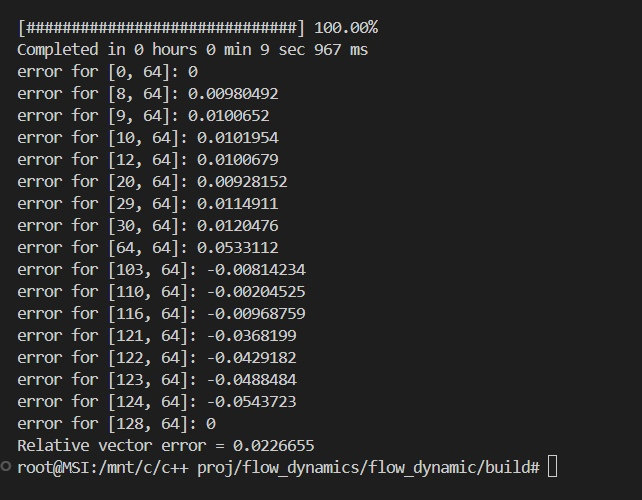 [##############################] 100.00%
Completed in 0 hours 0 min 9 sec 967 ms
error for [0, 64]: 0
error for [8, 64]: 0.00980492
error for [9, 64]: 0.0100652
error for [10, 64]: 0.0101954
error for [12, 64]: 0.0100679
error for [20, 64]: 0.00928152
error for [29, 64]: 0.0114911
error for [30, 64]: 0.0120476
error for [64, 64]: 0.0533112
error for [103, 64]: -0.00814234
error for [110, 64]: -0.00204525
error for [116, 64]: -0.00968759
error for [121, 64]: -0.0368199
error for [122, 64]: -0.0429182
error for [123, 64]: -0.0488484
error for [124, 64]: -0.0543723
error for [128, 64]: 0
Relative vector error = 0.0226655
root@MSI:/mnt/c/c++ proj/flow_dynamics/flow_dynamic/build#